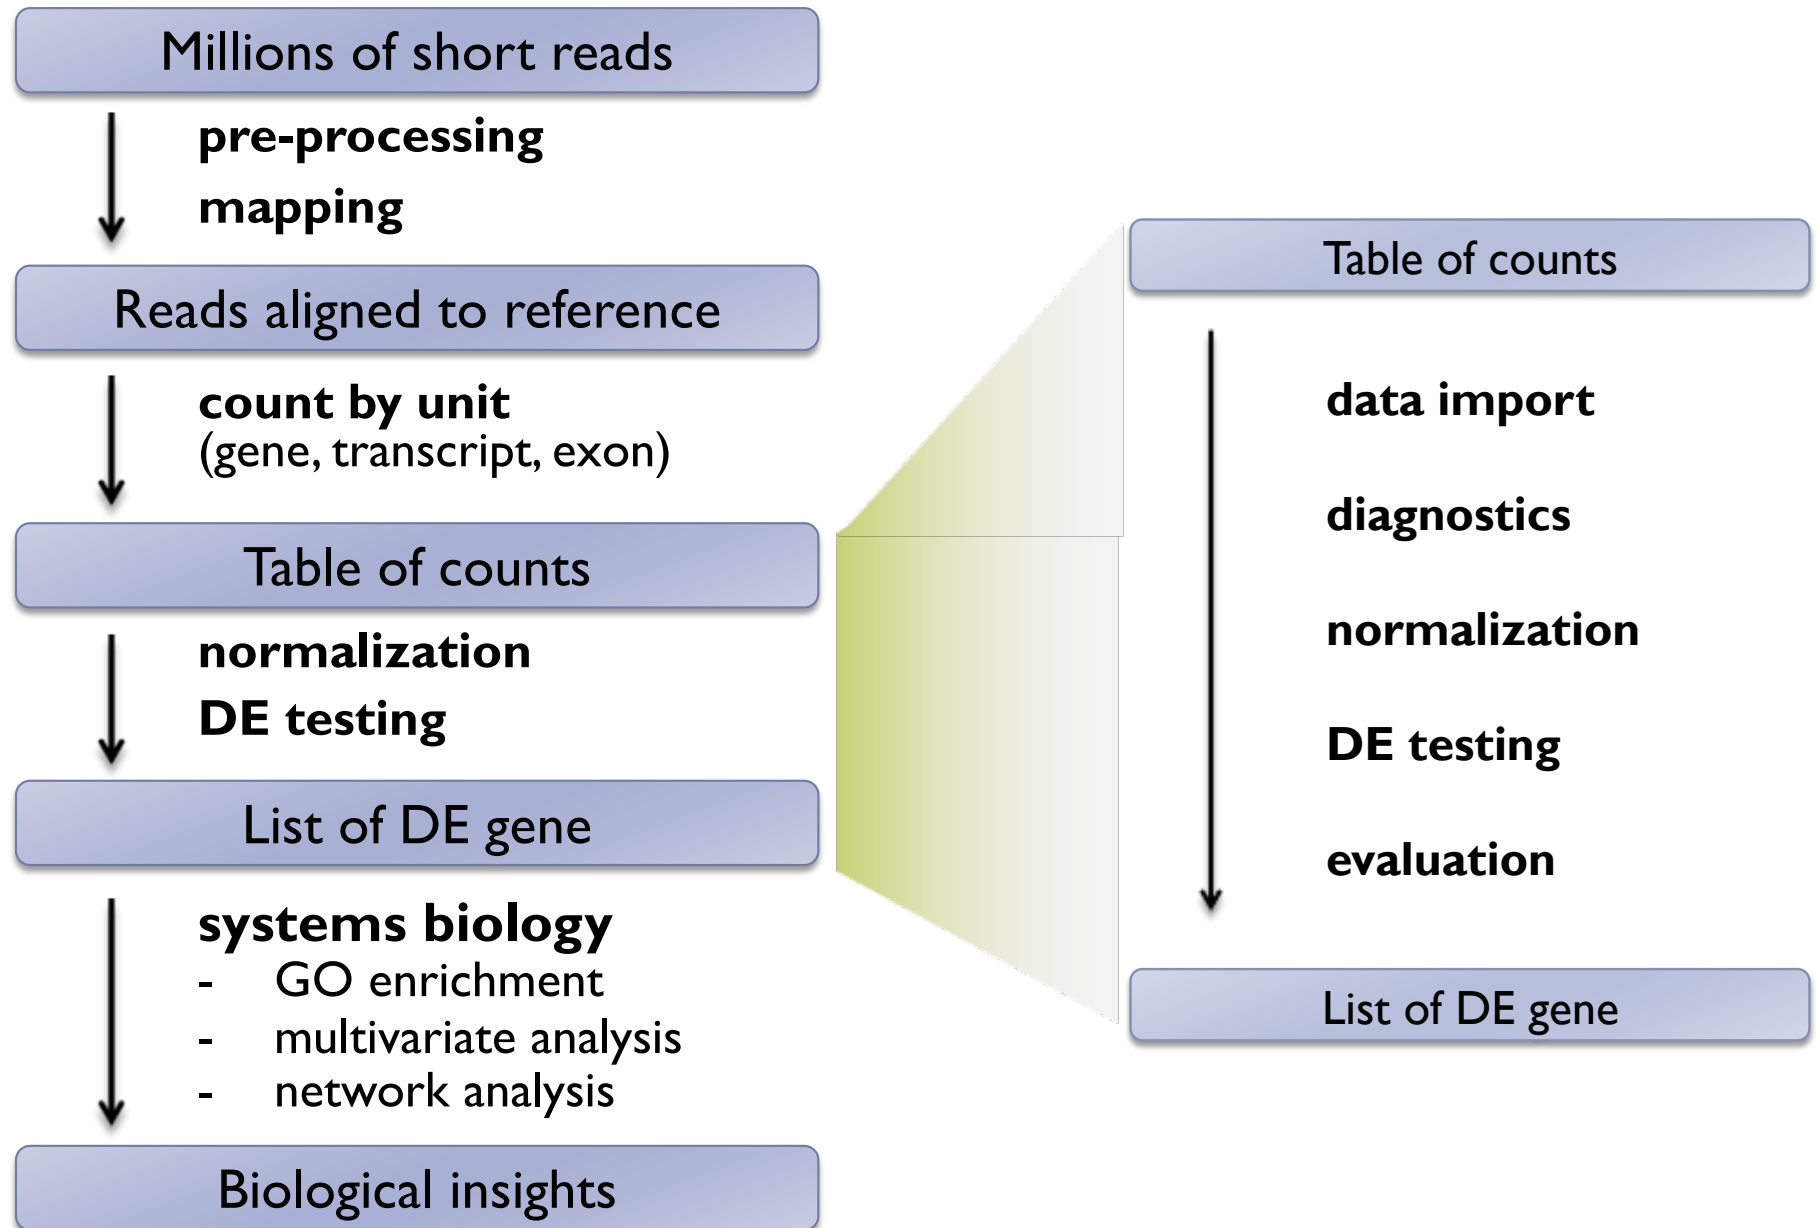 Millions of short reads
pre-processing
mapping
Reads aligned to reference
count by unit
(gene, transcript, exon)
Table of counts
normalization
DE testing
List of DE gene
systems biology
- GO enrichment
- multivariate analysis
- network analysis
Biological insights
Table of counts
data import
diagnostics
normalization
DE testing
evaluation
List of DE gene